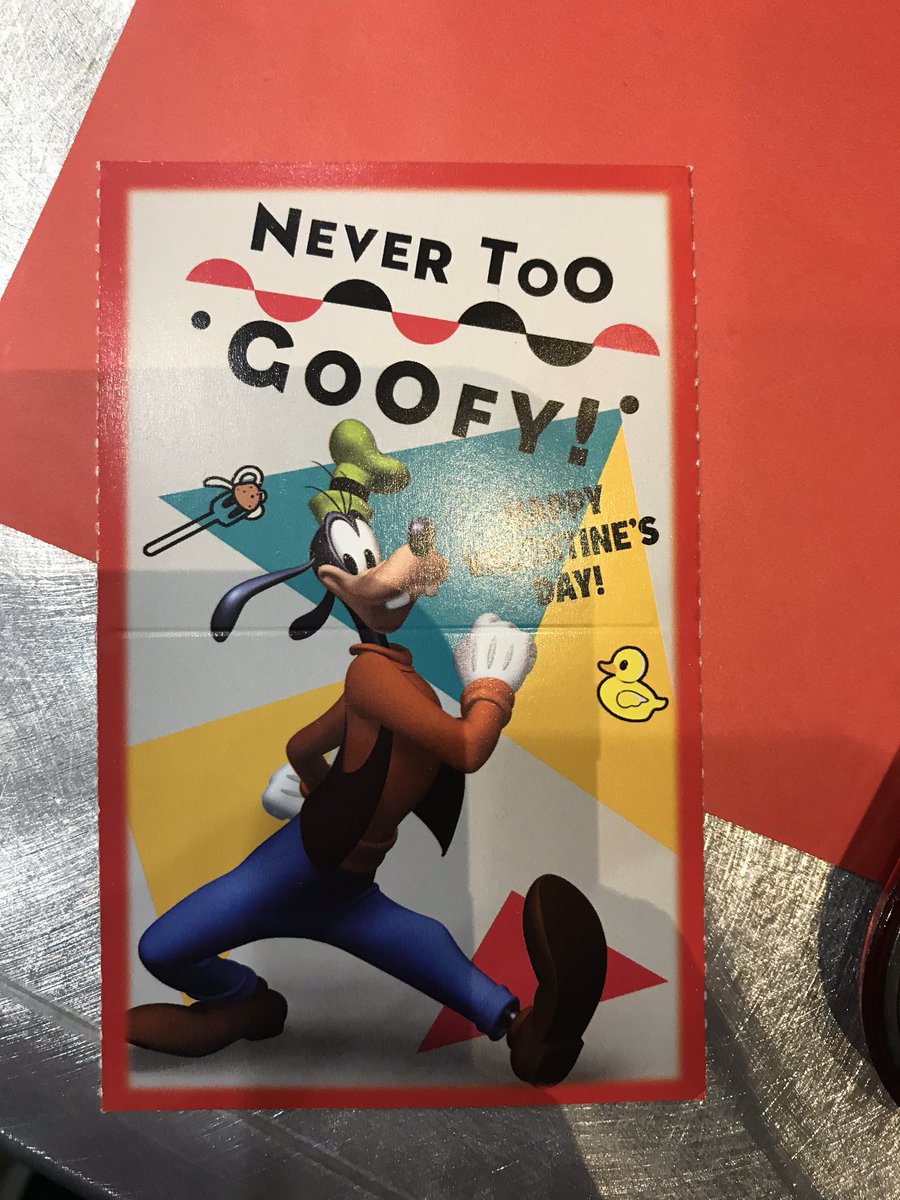 NEVER TOO
GOOFY!
HAPPY
VALENTINE'S
DAY!